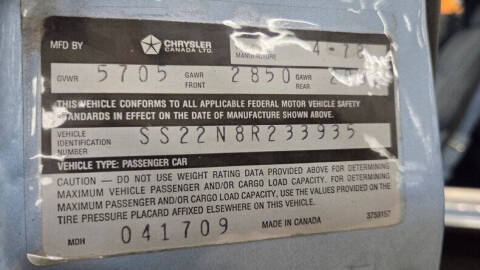 MFD BY CHRYSLER CANADA LTD. MANUFACTURE 4-78
GVWR 5705 GAWR FRONT 2850 GAWR REAR
THIS VEHICLE CONFORMS TO ALL APPLICABLE FEDERAL MOTOR VEHICLE SAFETY
STANDARDS IN EFFECT ON THE DATE OF MANUFACTURE SHOWN ABOVE.
VEHICLE IDENTIFICATION NUMBER SS22N8R233935
VEHICLE TYPE: PASSENGER CAR
CAUTION — DO NOT USE WEIGHT RATING DATA PROVIDED ABOVE FOR DETERMINING
MAXIMUM VEHICLE PASSENGER AND/OR CARGO LOAD CAPACITY. FOR DETERMINING
MAXIMUM PASSENGER AND/OR CARGO LOAD CAPACITY, USE THE VALUES PROVIDED ON THE
TIRE PRESSURE PLACARD AFFIXED ELSEWHERE ON THIS VEHICLE.
MDH 041709 MADE IN CANADA 3759157